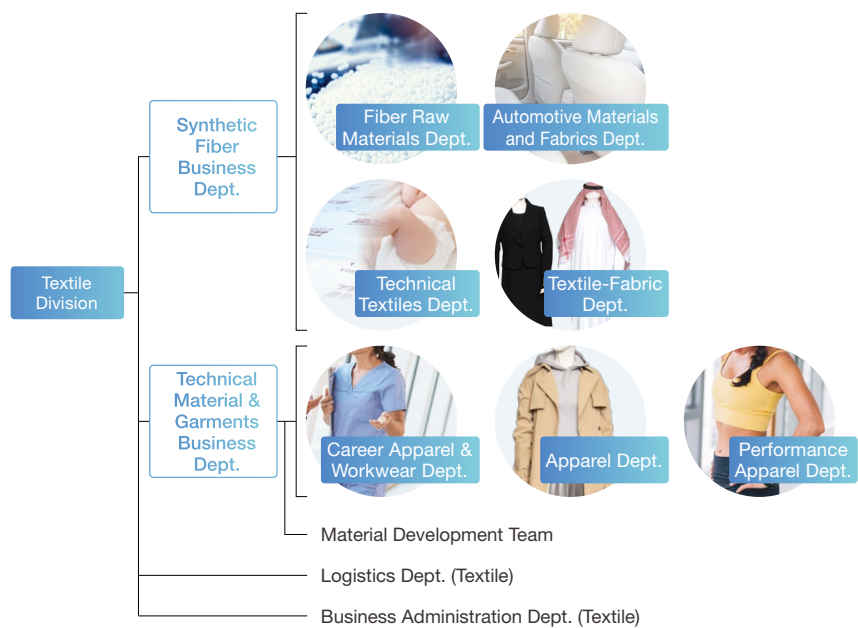 Textile
Division
Synthetic
Fiber
Business
Dept.
Fiber Raw
Materials Dept.
Automotive Materials
and Fabrics Dept.
Technical
Textiles Dept.
Textile-Fabric
Dept.
Technical
Material &
Garments
Business
Dept.
Career Apparel &
Workwear Dept.
Apparel Dept.
Performance
Apparel Dept.
Material Development Team
Logistics Dept. (Textile)
Business Administration Dept. (Textile)